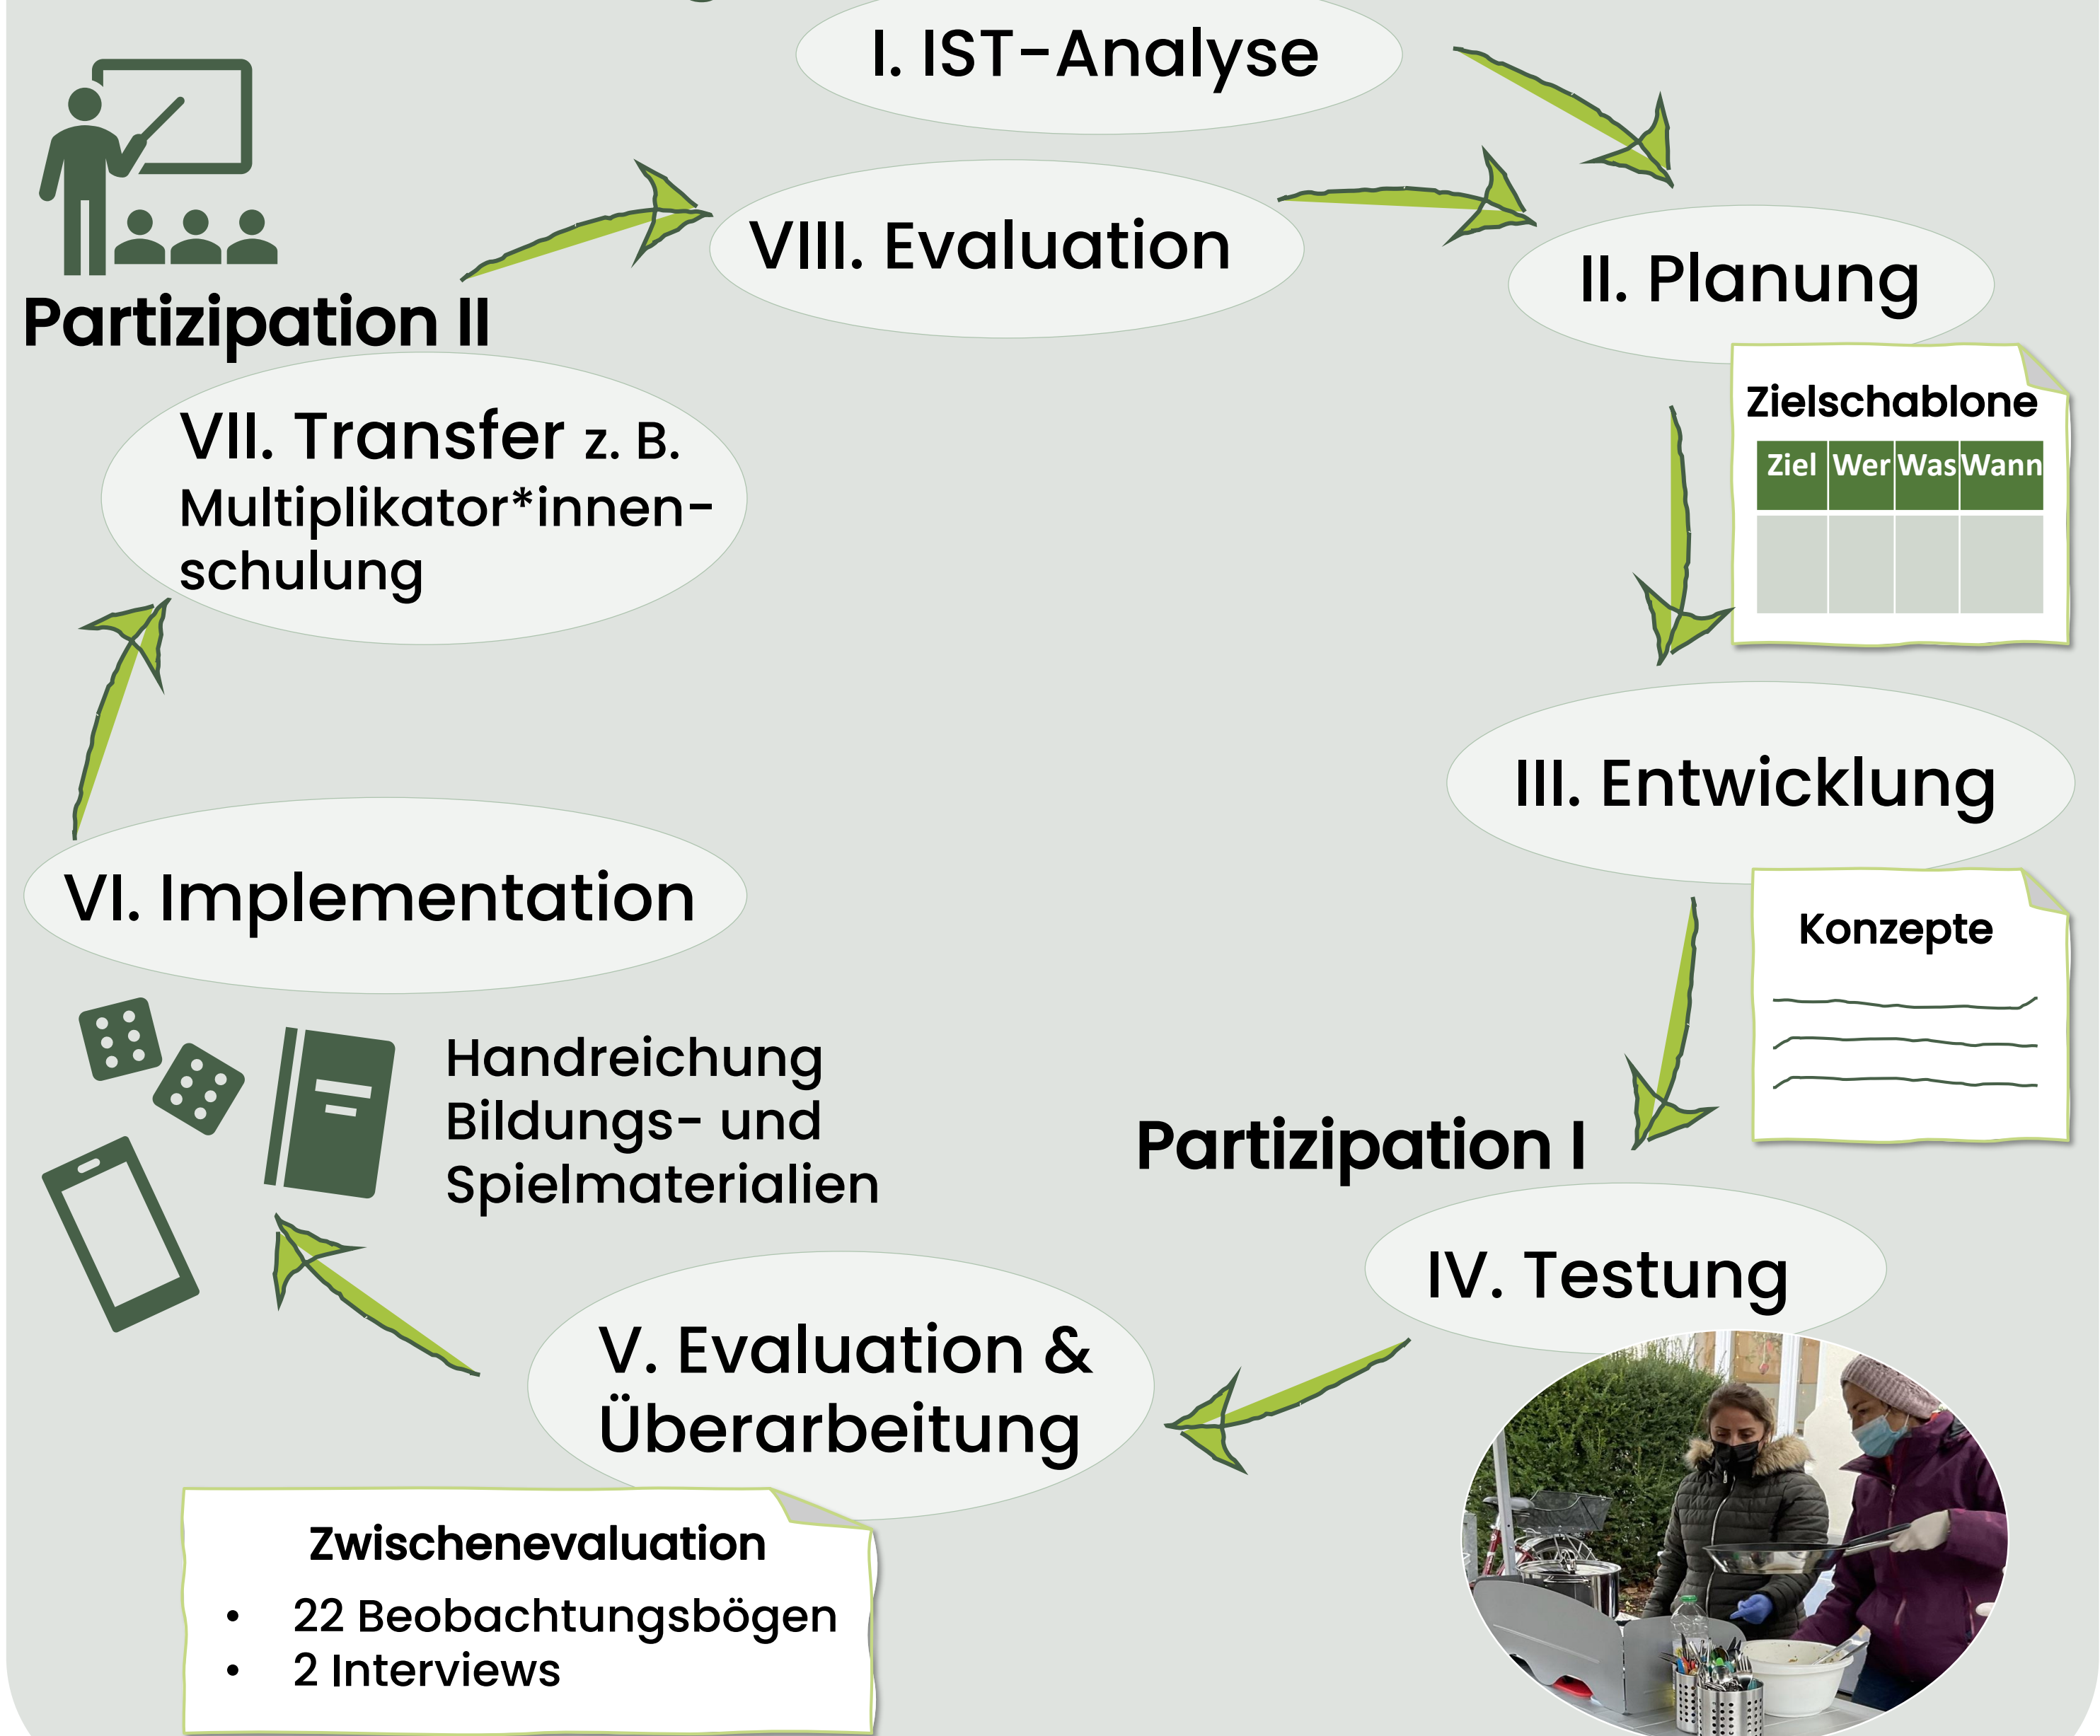 I. IST-Analyse
VIII. Evaluation
II. Planung
Zielschablone
Ziel Wer Was Wann
III. Entwicklung
Konzepte
Partizipation I
IV. Testung
V. Evaluation &
Überarbeitung
Zwischenevaluation
• 22 Beobachtungsbögen
• 2 Interviews
Handreichung
Bildungs- und
Spielmaterialien
VI. Implementation
Partizipation II
VII. Transfer z. B.
Multiplikator*innen-
schulung